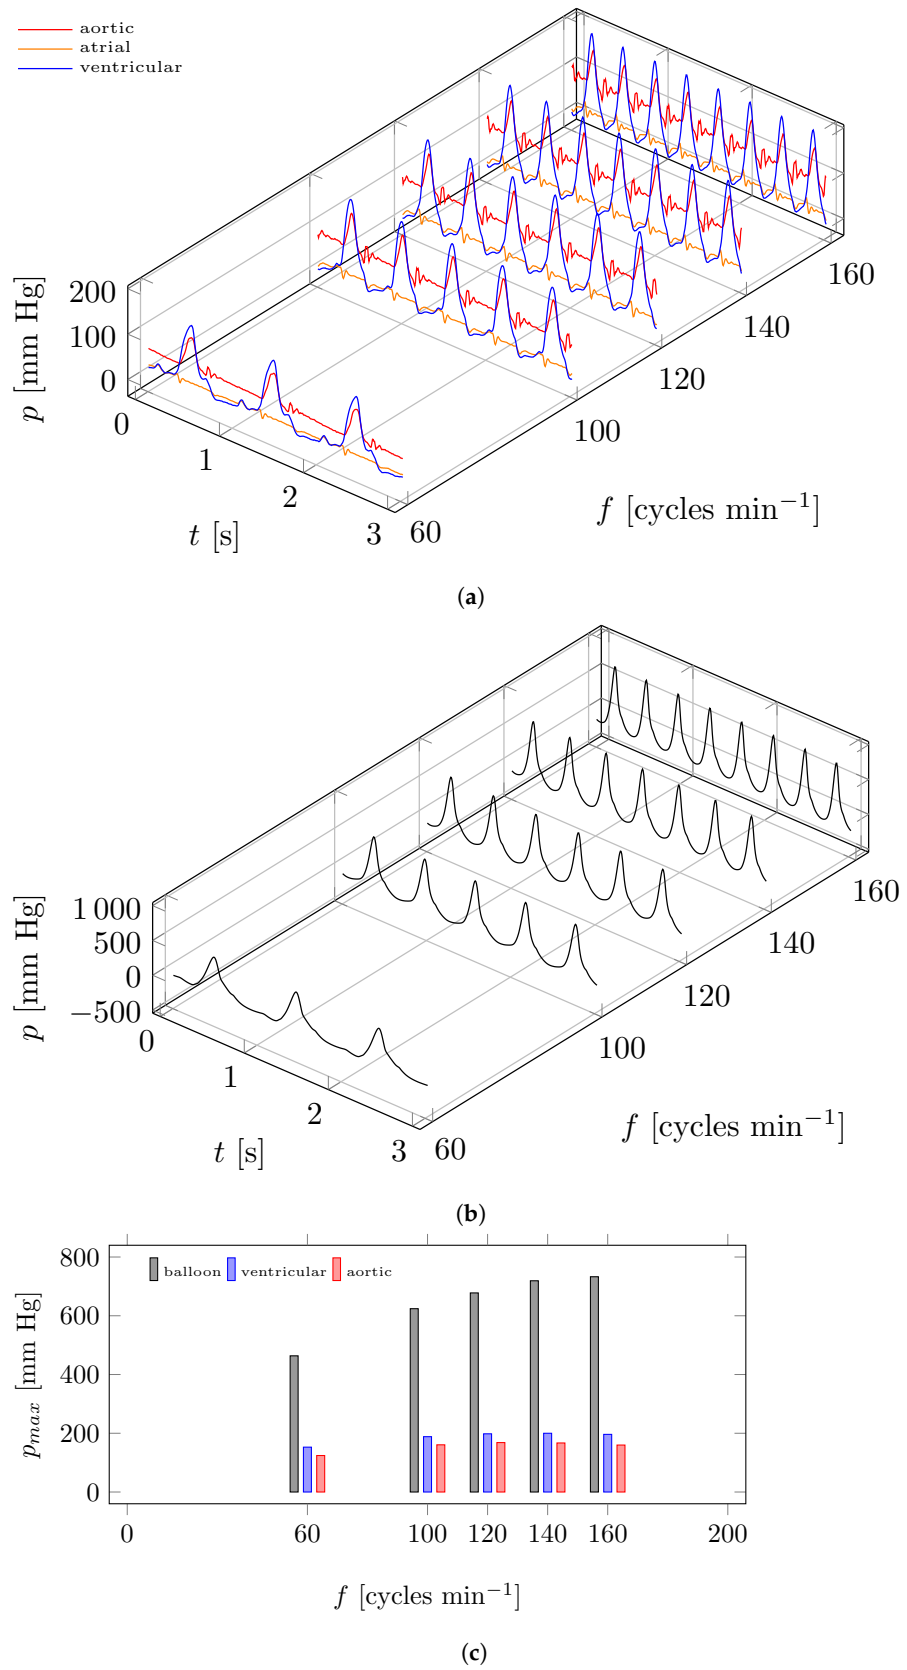 aortic
atrial
ventricular
p [mm Hg]
200
100
0
0
1
2
3
t [s]
60
100
120
140
160
f [cycles min⁻¹]
(a)
p [mm Hg]
1 000
500
0
−500
0
1
2
3
t [s]
60
100
120
140
160
f [cycles min⁻¹]
(b)
p_max [mm Hg]
800
600
400
200
0
balloon ventricular aortic
0 60 100 120 140 160 200
f [cycles min⁻¹]
(c)